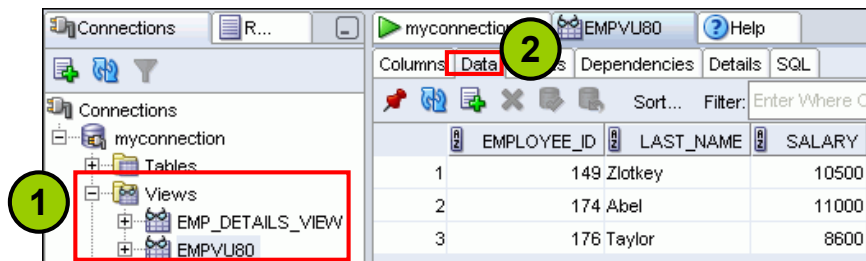 Connections R...
Connections
myconnection
Tables
Views
EMP_DETAILS_VIEW
EMPVU80
1
myconnection EMPVU80 Help
2
Columns Data Dependencies Details SQL
Sort... Filter: Enter Where C
EMPLOYEE_ID LAST_NAME SALARY
1 149 Zlotkey 10500
2 174 Abel 11000
3 176 Taylor 8600